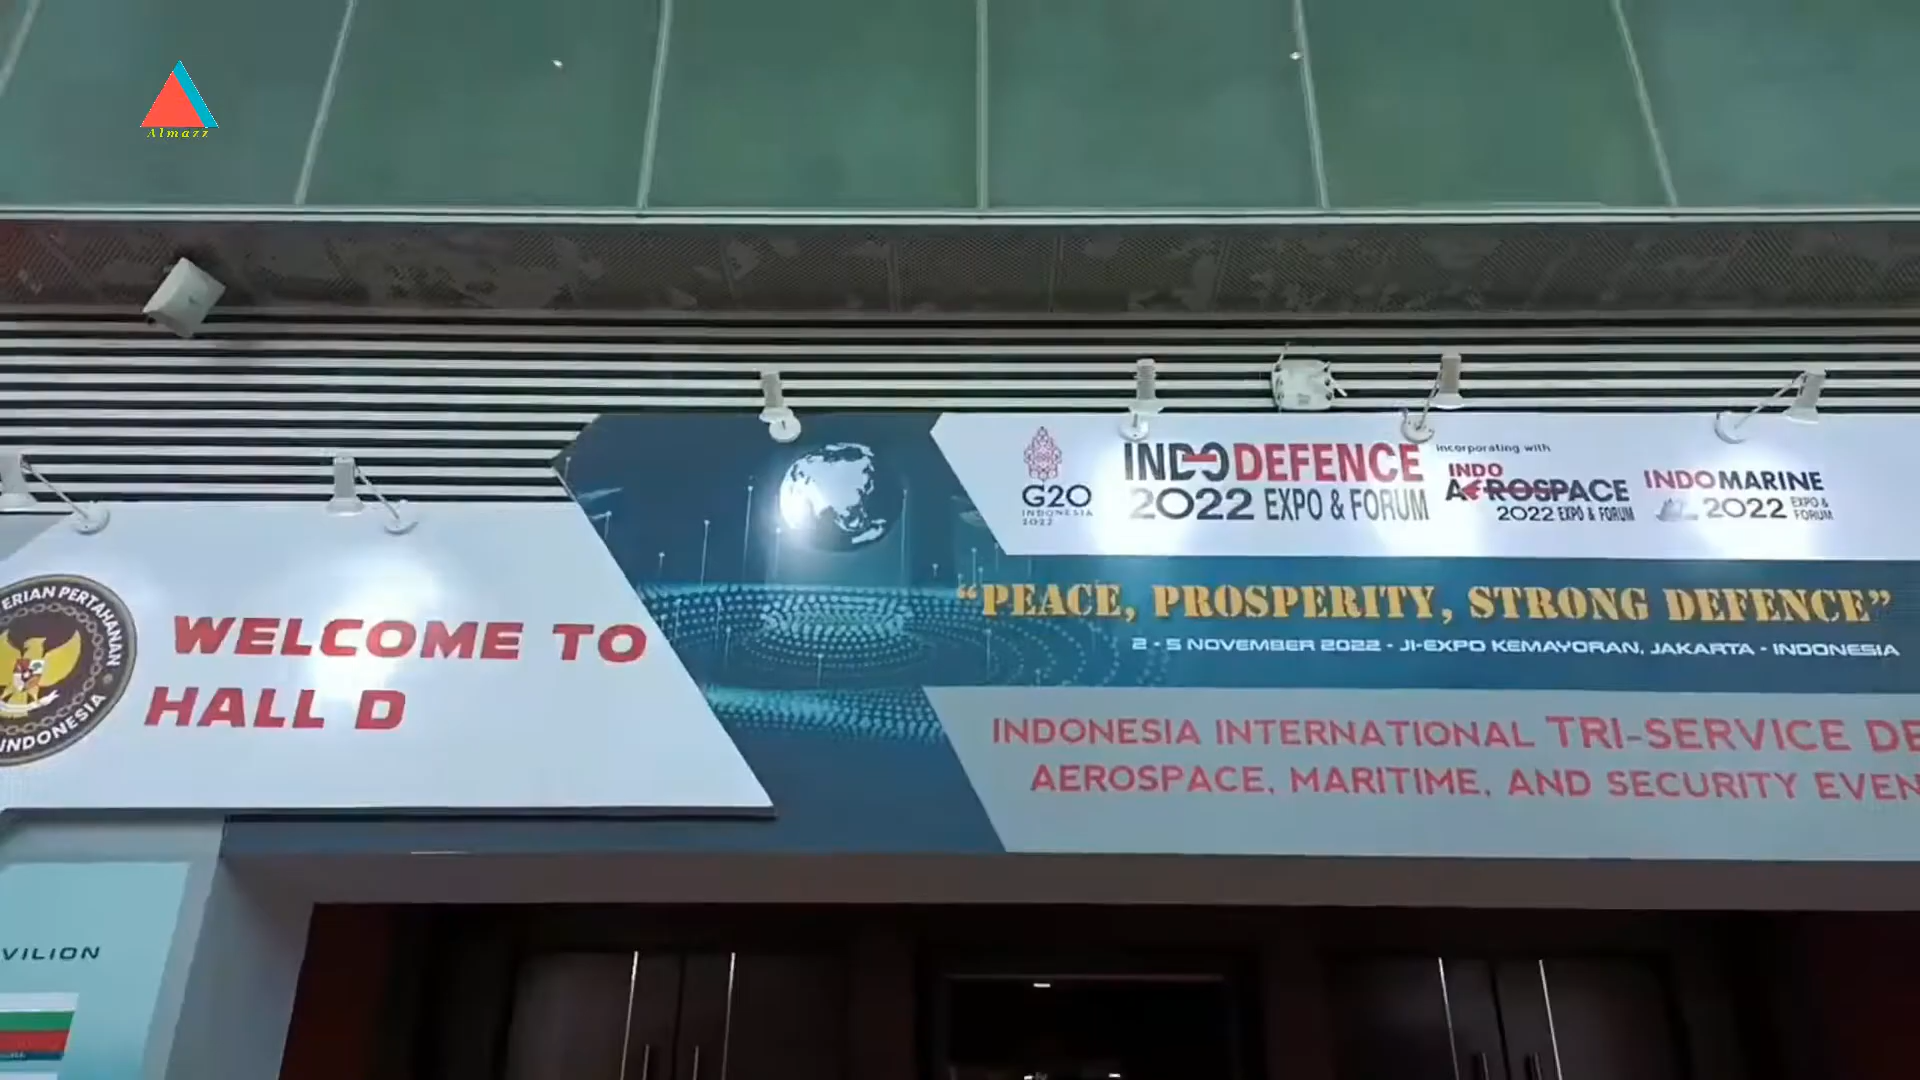 Almazz
G20
INDONESIA
2022
INDODEFENCE
2022 EXPO & FORUM
incorporating with
INDO
AEROSPACE
2022 EXPO & FORUM
INDOMARINE
2022 EXPO & FORUM
ERIAN PERTAHANAN
INDONESIA
WELCOME TO
HALL D
“PEACE, PROSPERITY, STRONG DEFENCE”
2 - 5 NOVEMBER 2022 - JI-EXPO KEMAYORAN, JAKARTA - INDONESIA
INDONESIA INTERNATIONAL TRI-SERVICE DE
AEROSPACE, MARITIME, AND SECURITY EVEN
VILION